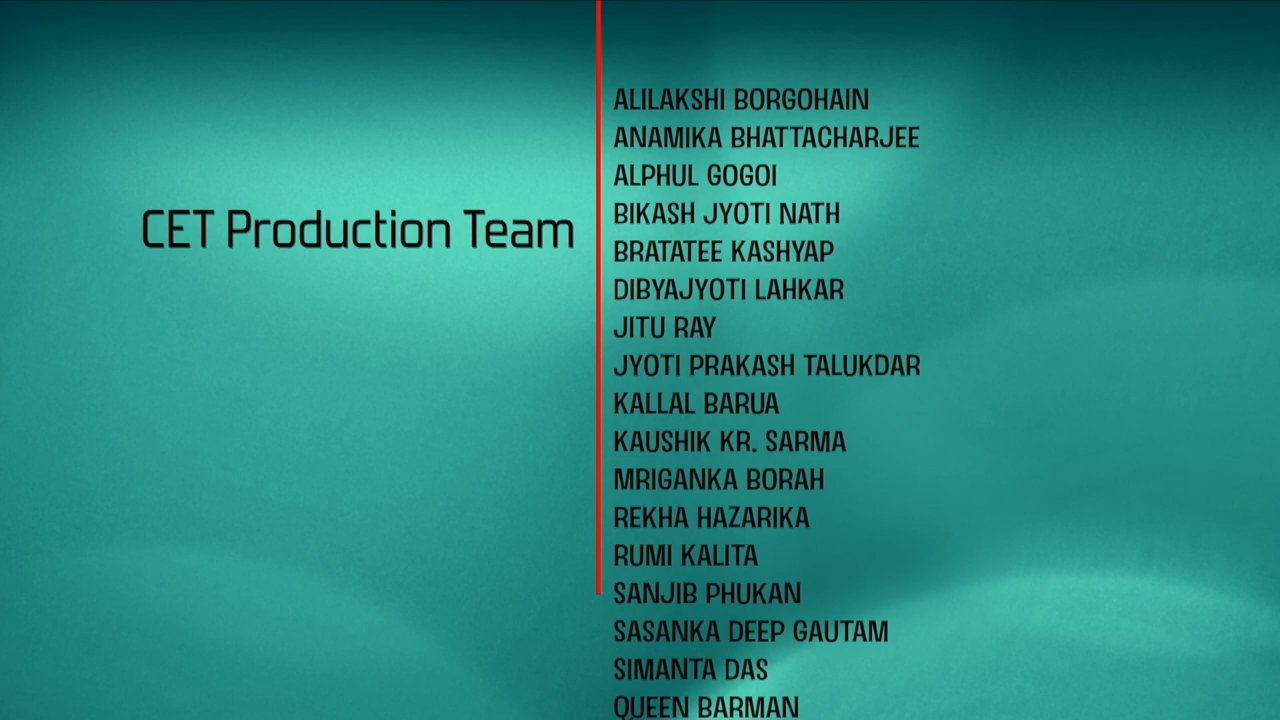 CET Production Team
ALILAKSHI BORGOHAIN
ANAMIKA BHATTACHARJEE
ALPHUL GOGOI
BIKASH JYOTI NATH
BRATATEE KASHYAP
DIBYAJYOTI LAHKAR
JITU RAY
JYOTI PRAKASH TALUKDAR
KALLAL BARUA
KAUSHIK KR. SARMA
MRIGANKA BORAH
REKHA HAZARIKA
RUMI KALITA
SANJIB PHUKAN
SASANKA DEEP GAUTAM
SIMANTA DAS
QUEEN BARMAN